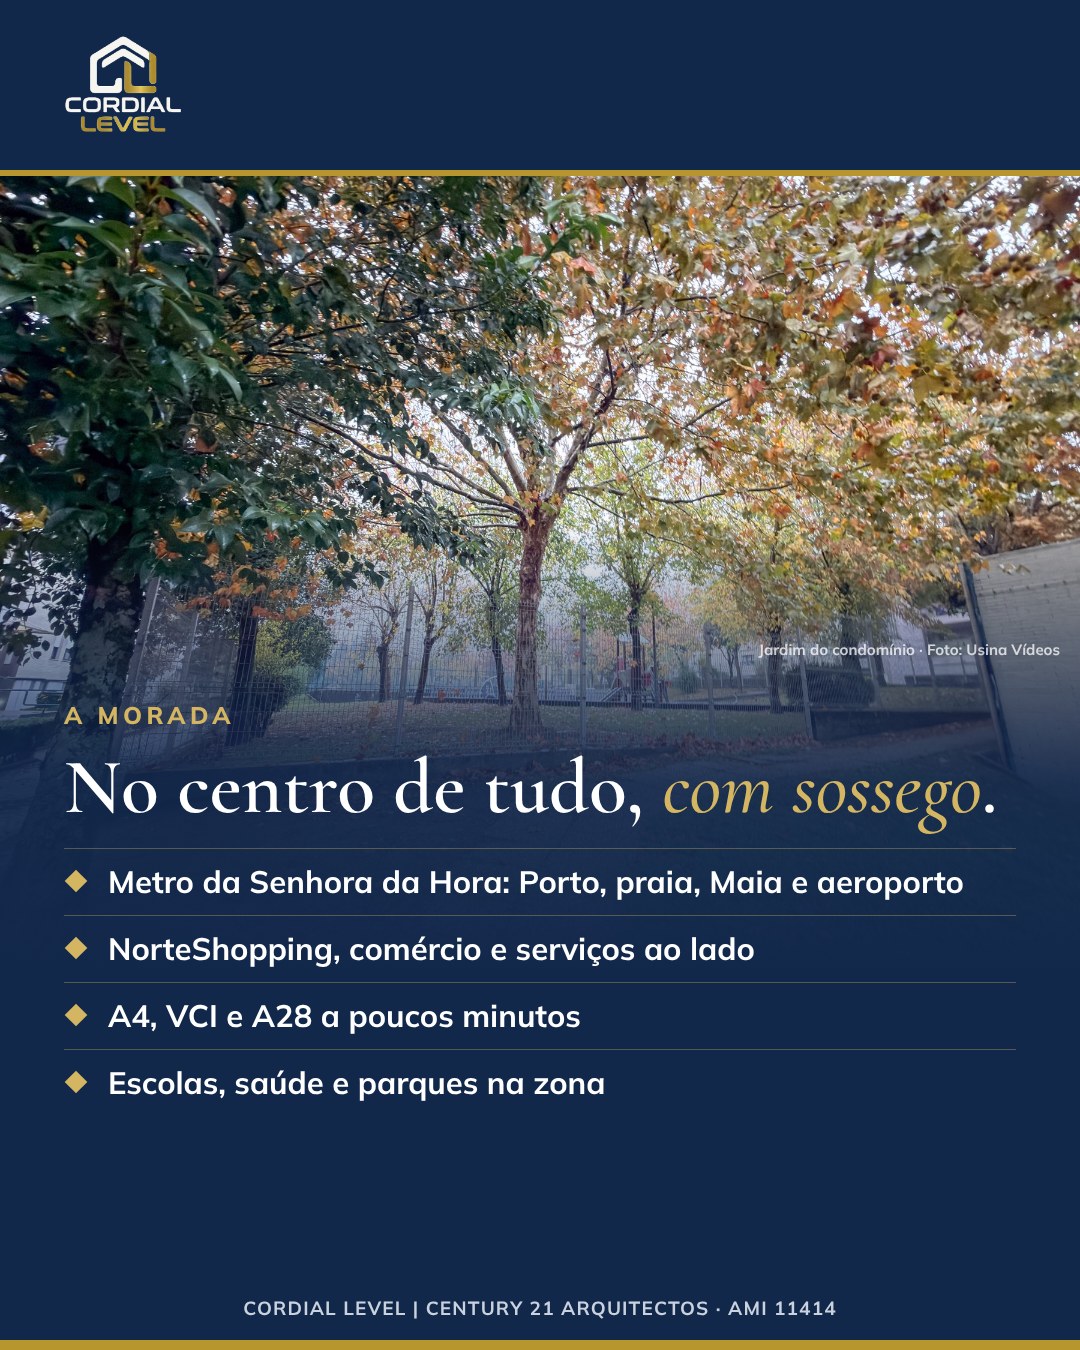 CORDIAL
LEVEL
Jardim do condomínio · Foto: Usina Vídeos
A MORADA
No centro de tudo, com sossego.
Metro da Senhora da Hora: Porto, praia, Maia e aeroporto
NorteShopping, comércio e serviços ao lado
A4, VCI e A28 a poucos minutos
Escolas, saúde e parques na zona
CORDIAL LEVEL | CENTURY 21 ARQUITECTOS · AMI 11414